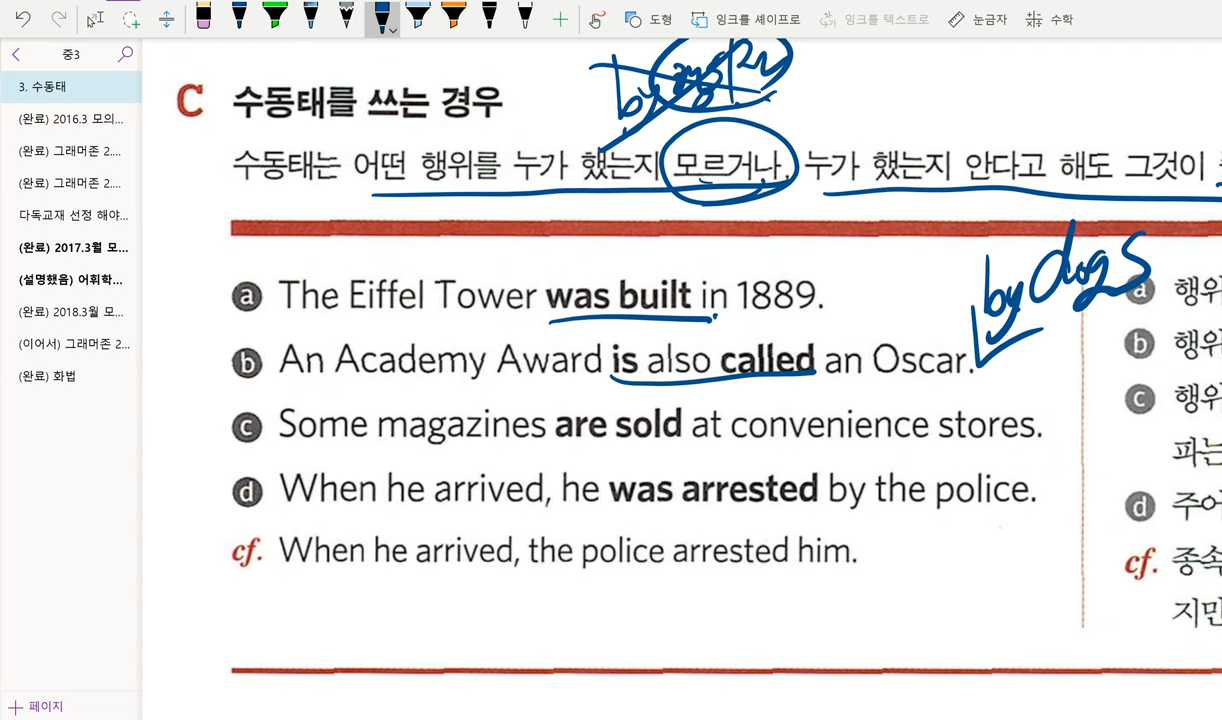 도형
잉크를 셰이프로
잉크를 텍스트로
눈금자
수학
중3
3. 수동태
(완료) 2016.3 모의...
(완료) 그래머존 2....
(완료) 그래머존 2....
다독교재 선정 해야...
(완료) 2017.3월 모...
(설명했음) 어휘학...
(완료) 2018.3월 모...
(이어서) 그래머존 2...
(완료) 화법
페이지
by
C 수동태를 쓰는 경우
수동태는 어떤 행위를 누가 했는지 모르거나, 누가 했는지 안다고 해도 그것이
by dogs
a The Eiffel Tower was built in 1889.
b An Academy Award is also called an Oscar.
c Some magazines are sold at convenience stores.
d When he arrived, he was arrested by the police.
cf. When he arrived, the police arrested him.
a 행위
b 행위
c 행위
파는
d 주어
cf. 종속
지만